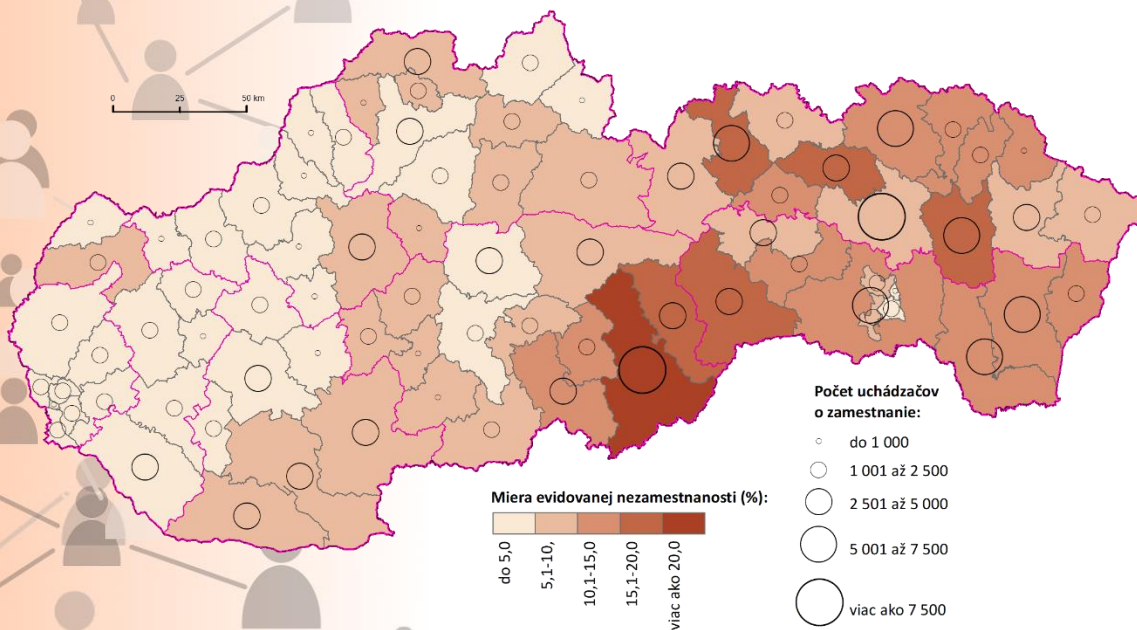 0 25 50 km
Počet uchádzačov
o zamestnanie:
do 1 000
1 001 až 2 500
2 501 až 5 000
5 001 až 7 500
viac ako 7 500
Miera evidovanej nezamestnanosti (%):
do 5,0
5,1-10,
10,1-15,0
15,1-20,0
viac ako 20,0